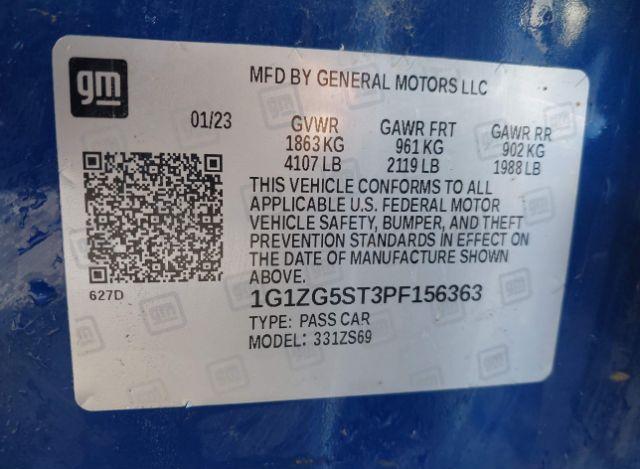 gm
MFD BY GENERAL MOTORS LLC
01/23 GVWR GAWR FRT GAWR RR
1863 KG 961 KG 902 KG
4107 LB 2119 LB 1988 LB
THIS VEHICLE CONFORMS TO ALL
APPLICABLE U.S. FEDERAL MOTOR
VEHICLE SAFETY, BUMPER, AND THEFT
PREVENTION STANDARDS IN EFFECT ON
THE DATE OF MANUFACTURE SHOWN
ABOVE.
627D
1G1ZG5ST3PF156363
TYPE: PASS CAR
MODEL: 331ZS69